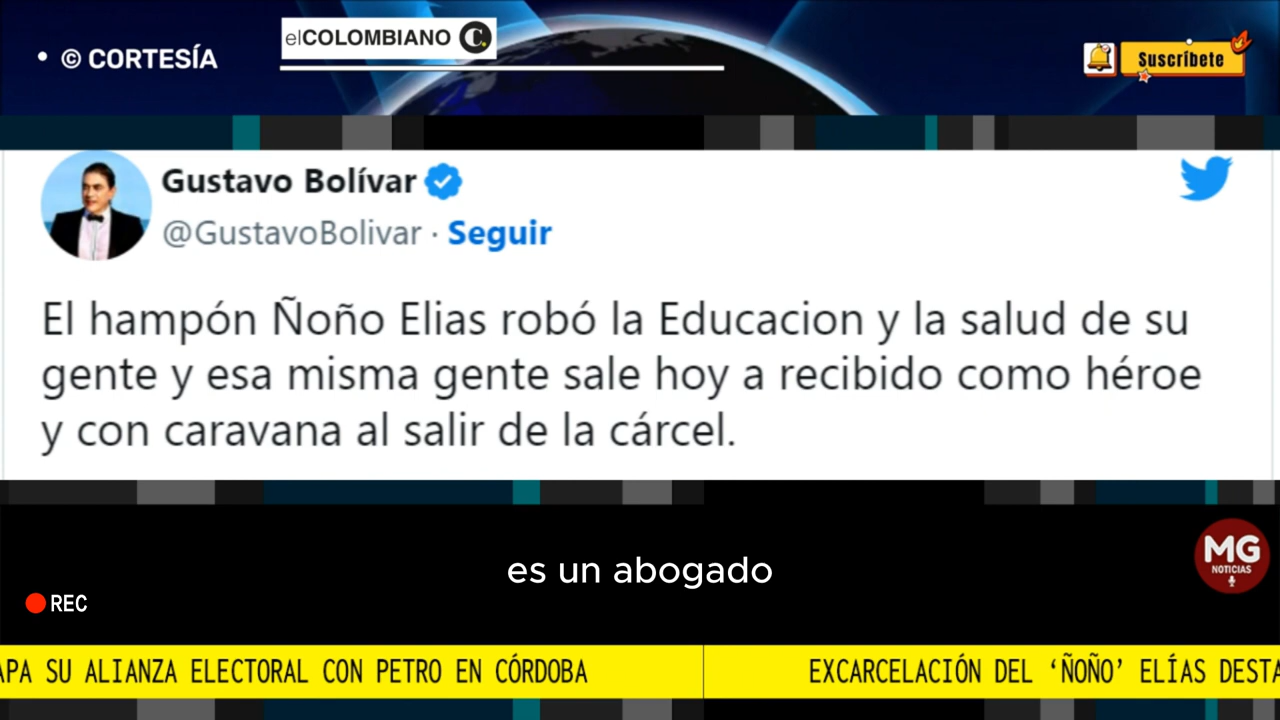 © CORTESÍA
elCOLOMBIANO C.
Suscríbete
Gustavo Bolívar
@GustavoBolivar · Seguir
El hampón Ñoño Elias robó la Educacion y la salud de su
gente y esa misma gente sale hoy a recibido como héroe
y con caravana al salir de la cárcel.
es un abogado
MG
NOTICIAS
REC
SU ALIANZA ELECTORAL CON PETRO EN CÓRDOBA
EXCARCELACIÓN DEL ‘ÑOÑO’ ELÍAS